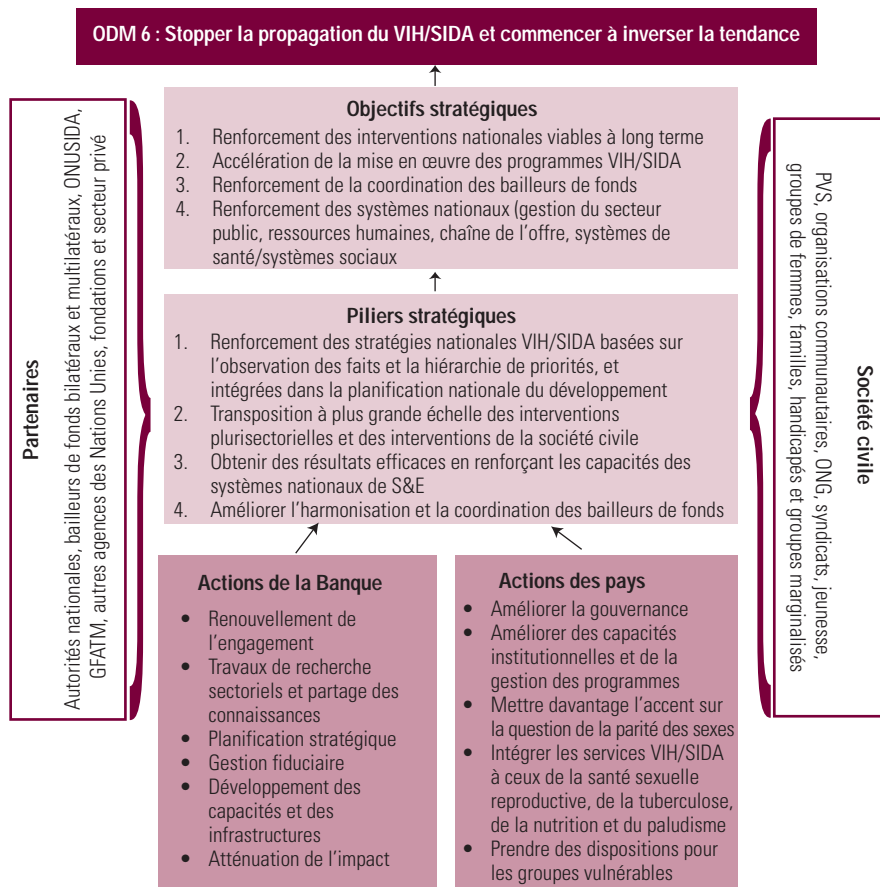 ODM 6 : Stopper la propagation du VIH/SIDA et commencer à inverser la tendance
Partenaires
Autorités nationales, bailleurs de fonds bilatéraux et multilatéraux, ONUSIDA,
GFATM, autres agences des Nations Unies, fondations et secteur privé
Objectifs stratégiques
1. Renforcement des interventions nationales viables à long terme
2. Accélération de la mise en œuvre des programmes VIH/SIDA
3. Renforcement de la coordination des bailleurs de fonds
4. Renforcement des systèmes nationaux (gestion du secteur
public, ressources humaines, chaîne de l'offre, systèmes de
santé/systèmes sociaux
Piliers stratégiques
1. Renforcement des stratégies nationales VIH/SIDA basées sur
l'observation des faits et la hiérarchie de priorités, et
intégrées dans la planification nationale du développement
2. Transposition à plus grande échelle des interventions
plurisectorielles et des interventions de la société civile
3. Obtenir des résultats efficaces en renforçant les capacités des
systèmes nationaux de S&E
4. Améliorer l'harmonisation et la coordination des bailleurs de fonds
Actions de la Banque
• Renouvellement de
l'engagement
• Travaux de recherche
sectoriels et partage des
connaissances
• Planification stratégique
• Gestion fiduciaire
• Développement des
capacités et des
infrastructures
• Atténuation de l'impact
Actions des pays
• Améliorer la gouvernance
• Améliorer des capacités
institutionnelles et de la
gestion des programmes
• Mettre davantage l'accent sur
la question de la parité des sexes
• Intégrer les services VIH/SIDA
à ceux de la santé sexuelle
reproductive, de la tuberculose,
de la nutrition et du paludisme
• Prendre des dispositions pour
les groupes vulnérables
Société civile
PVS, organisations communautaires, ONG, syndicats, jeunesse,
groupes de femmes, familles, handicapés et groupes marginalisés